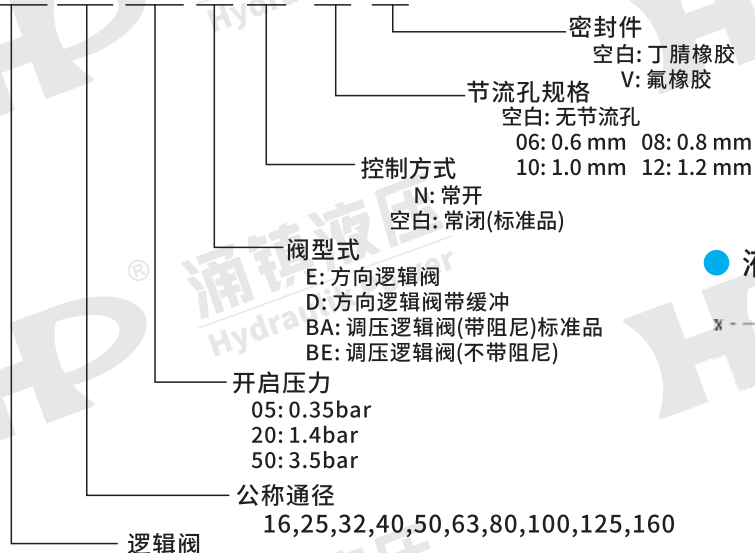 密封件
空白: 丁腈橡胶
V: 氟橡胶
节流孔规格
空白: 无节流孔
06: 0.6 mm 08: 0.8 mm
10: 1.0 mm 12: 1.2 mm
控制方式
N: 常开
空白: 常闭(标准品)
阀型式
E: 方向逻辑阀
D: 方向逻辑阀带缓冲
BA: 调压逻辑阀(带阻尼)标准品
BE: 调压逻辑阀(不带阻尼)
开启压力
05: 0.35bar
20: 1.4bar
50: 3.5bar
公称通径
16,25,32,40,50,63,80,100,125,160
逻辑阀
涌镇液压
Hydraulik
®
HP